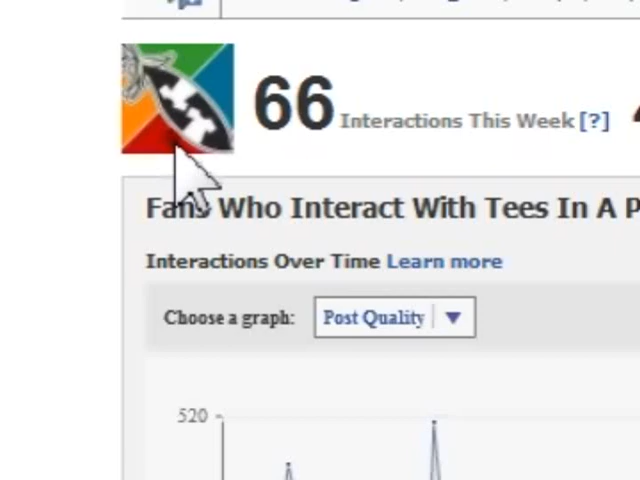 66 Interactions This Week [?]
Fans Who Interact With Tees In A P
Interactions Over Time Learn more
Choose a graph: Post Quality
520